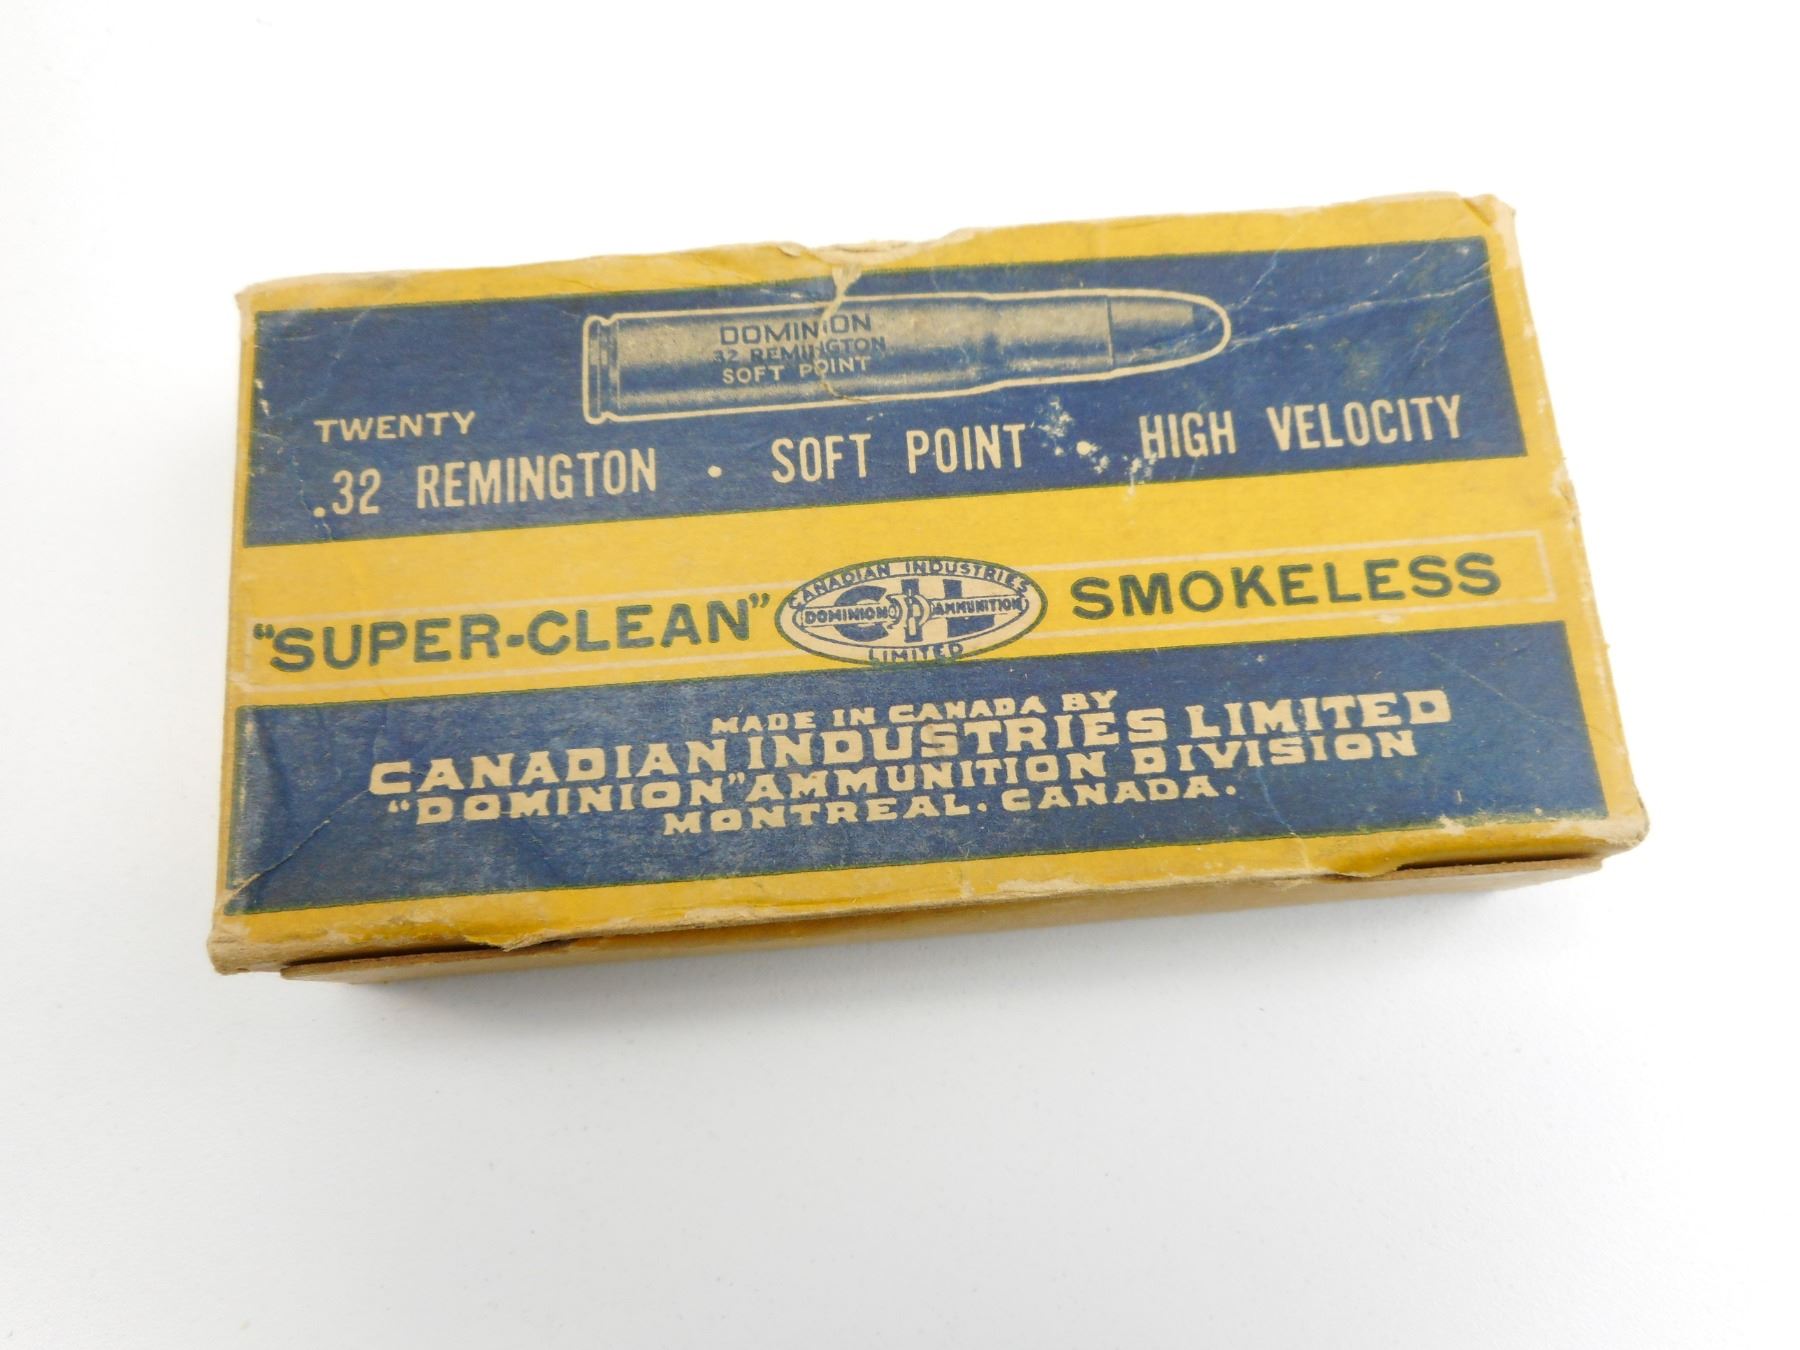 DOMINION
32 REMINGTON
SOFT POINT
TWENTY
.32 REMINGTON • SOFT POINT • HIGH VELOCITY
"SUPER-CLEAN" SMOKELESS
CANADIAN INDUSTRIES
CIL
DOMINION AMMUNITION
LIMITED
MADE IN CANADA BY
CANADIAN INDUSTRIES LIMITED
"DOMINION" AMMUNITION DIVISION
MONTREAL. CANADA.